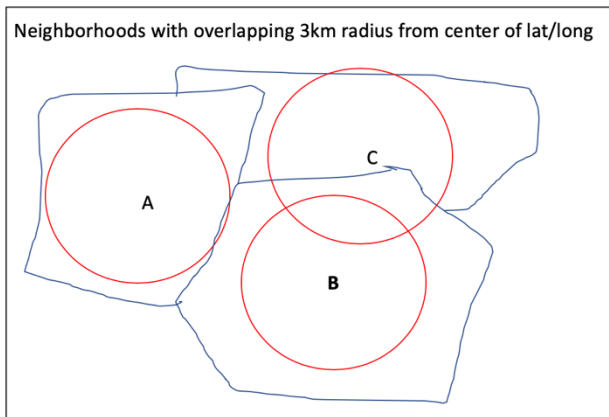 Neighborhoods with overlapping 3km radius from center of lat/long
C
A
B